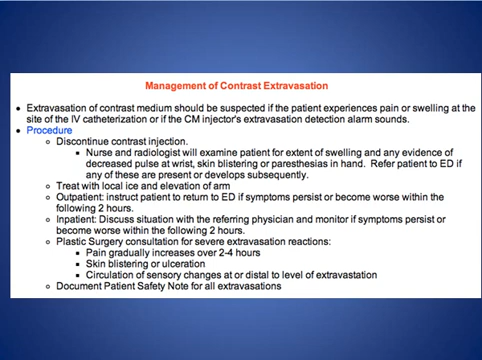 Management of Contrast Extravasation
• Extravasation of contrast medium should be suspected if the patient experiences pain or swelling at the
site of the IV catheterization or if the CM injector's extravasation detection alarm sounds.
• Procedure
○ Discontinue contrast injection.
▪ Nurse and radiologist will examine patient for extent of swelling and any evidence of
decreased pulse at wrist, skin blistering or paresthesias in hand. Refer patient to ED if
any of these are present or develops subsequently.
○ Treat with local ice and elevation of arm
○ Outpatient: instruct patient to return to ED if symptoms persist or become worse within the
following 2 hours.
○ Inpatient: Discuss situation with the referring physician and monitor if symptoms persist or
become worse within the following 2 hours.
○ Plastic Surgery consultation for severe extravasation reactions:
▪ Pain gradually increases over 2-4 hours
▪ Skin blistering or ulceration
▪ Circulation of sensory changes at or distal to level of extravastation
○ Document Patient Safety Note for all extravasations